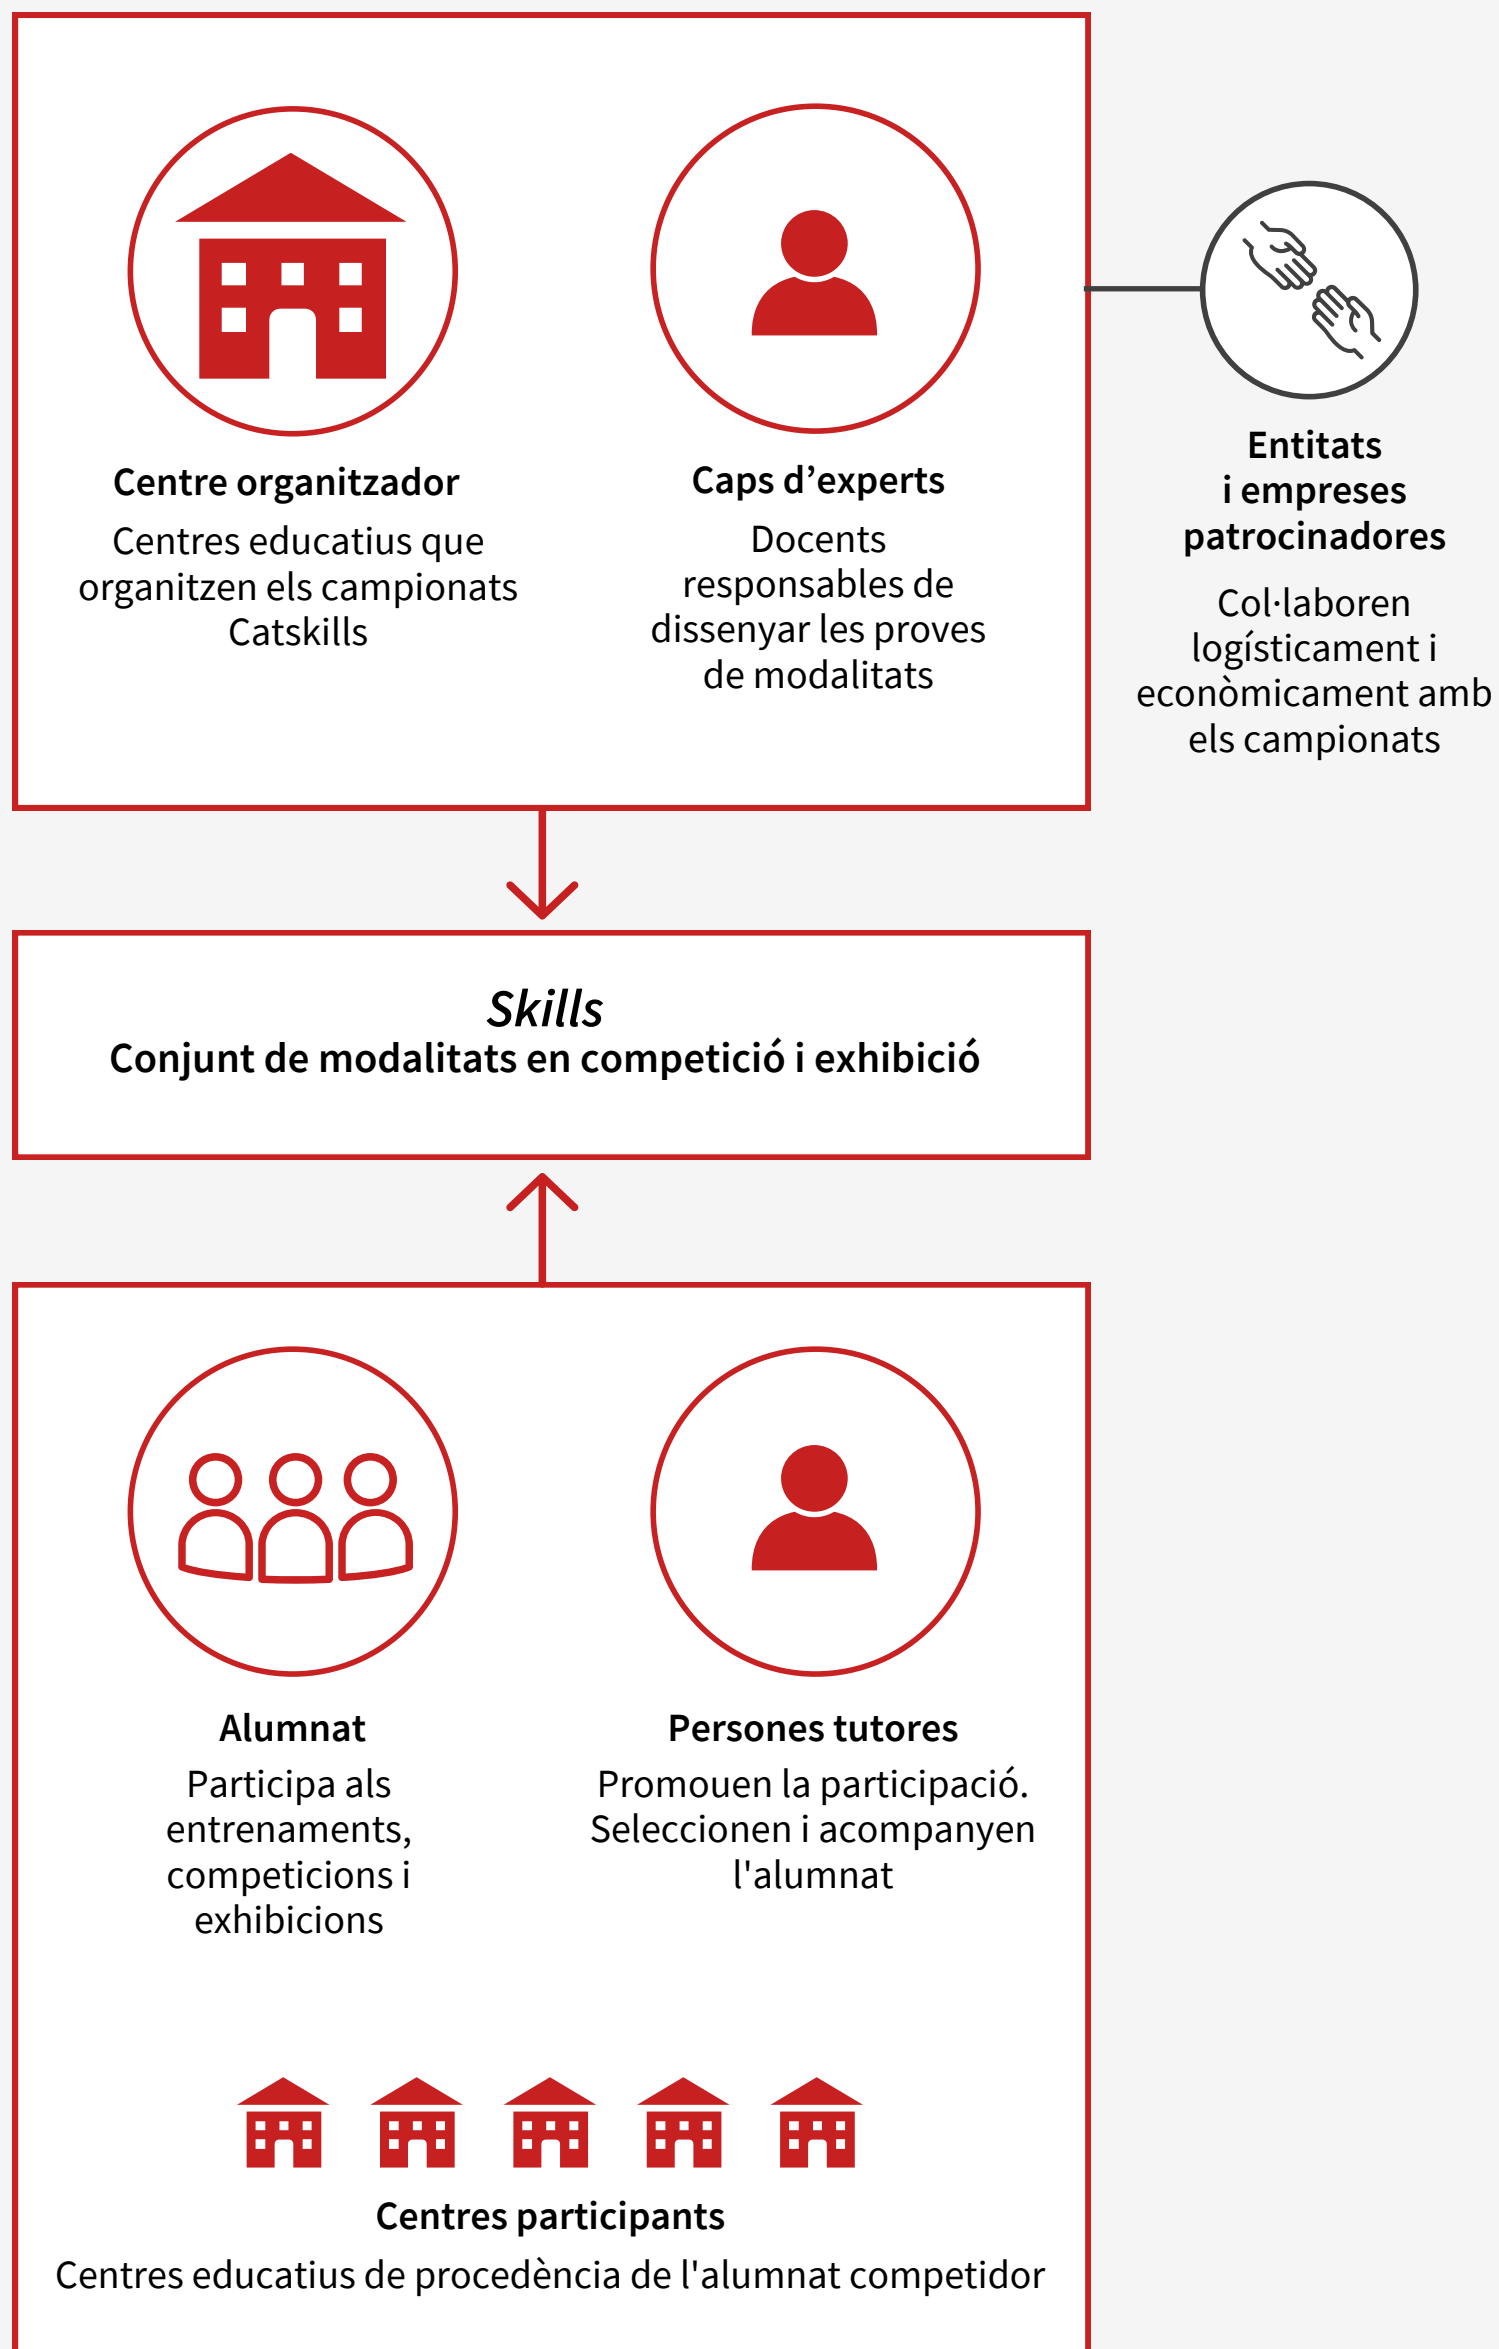 Centre organitzador
Centres educatius que
organitzen els campionats
Catskills
Caps d’experts
Docents
responsables de
dissenyar les proves
de modalitats
Entitats
i empreses
patrocinadores
Col·laboren
logísticament i
econòmicament amb
els campionats
Skills
Conjunt de modalitats en competició i exhibició
Alumnat
Participa als
entrenaments,
competicions i
exhibicions
Persones tutores
Promouen la participació.
Seleccionen i acompanyen
l'alumnat
Centres participants
Centres educatius de procedència de l'alumnat competidor